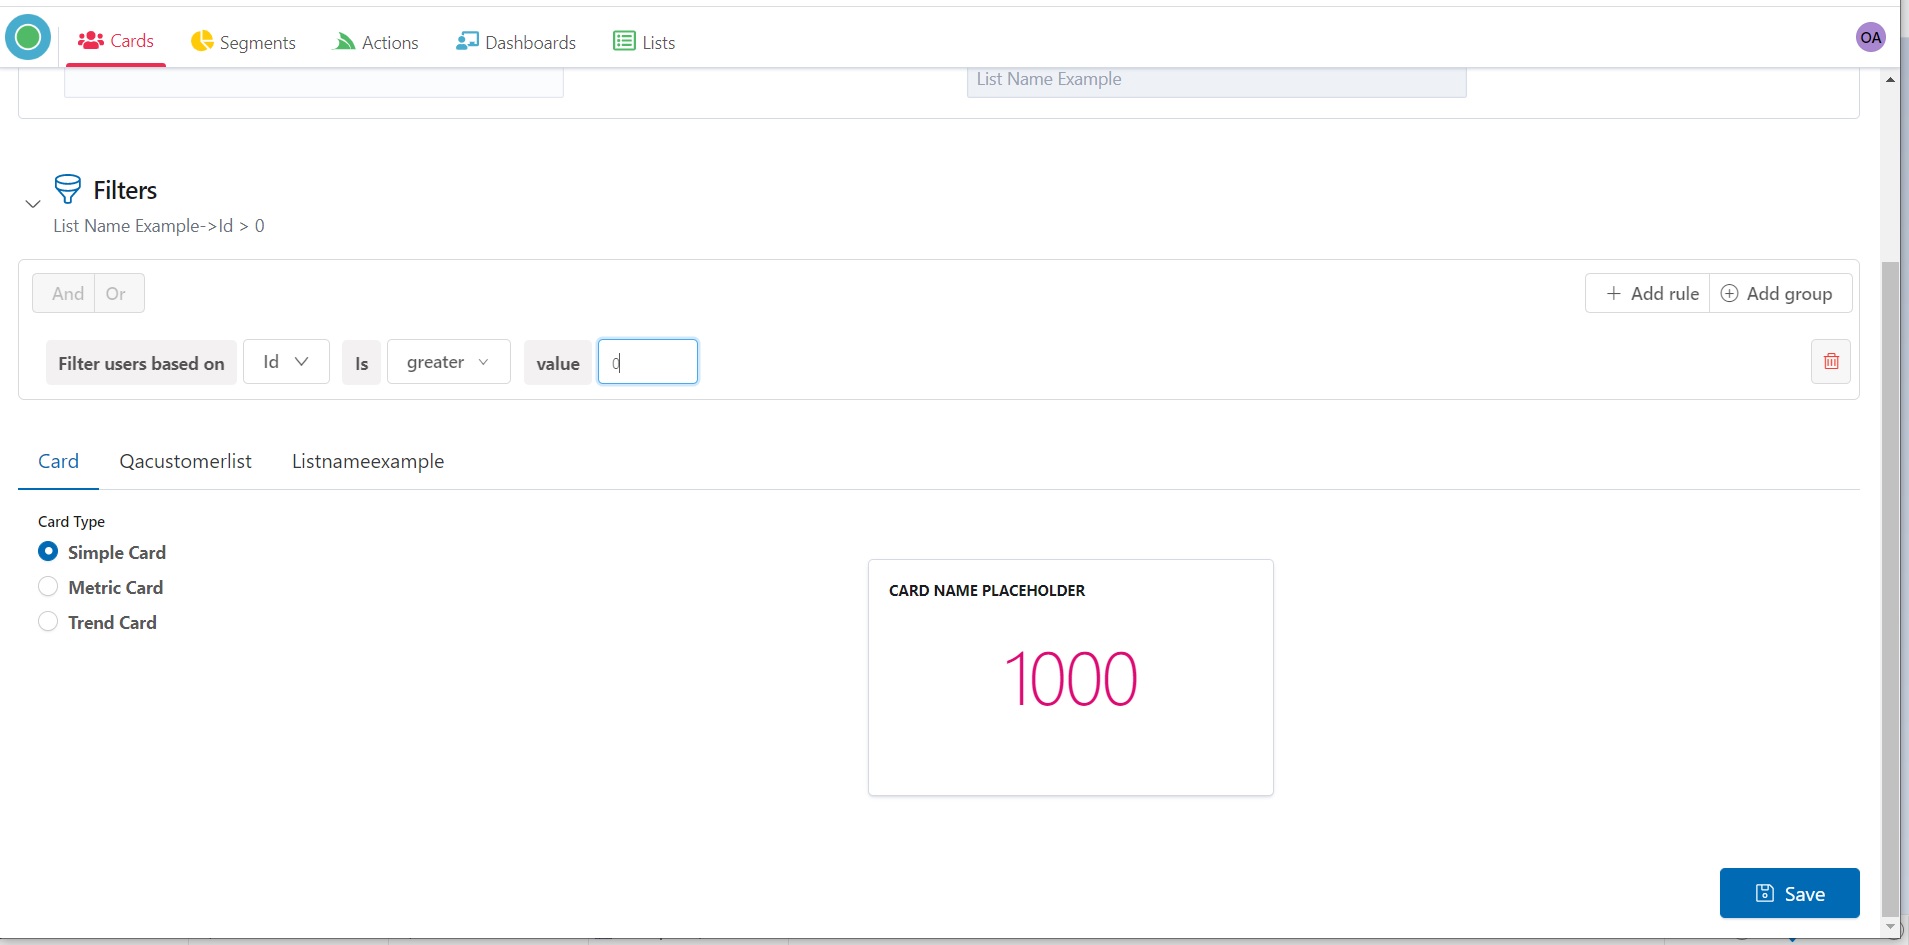 Cards Segments Actions Dashboards Lists OA
List Name Example
Filters
List Name Example->Id > 0
And Or + Add rule Add group
Filter users based on Id Is greater value 0
Card Qacustomerlist Listnameexample
Card Type
Simple Card
Metric Card
Trend Card
CARD NAME PLACEHOLDER
1000
Save